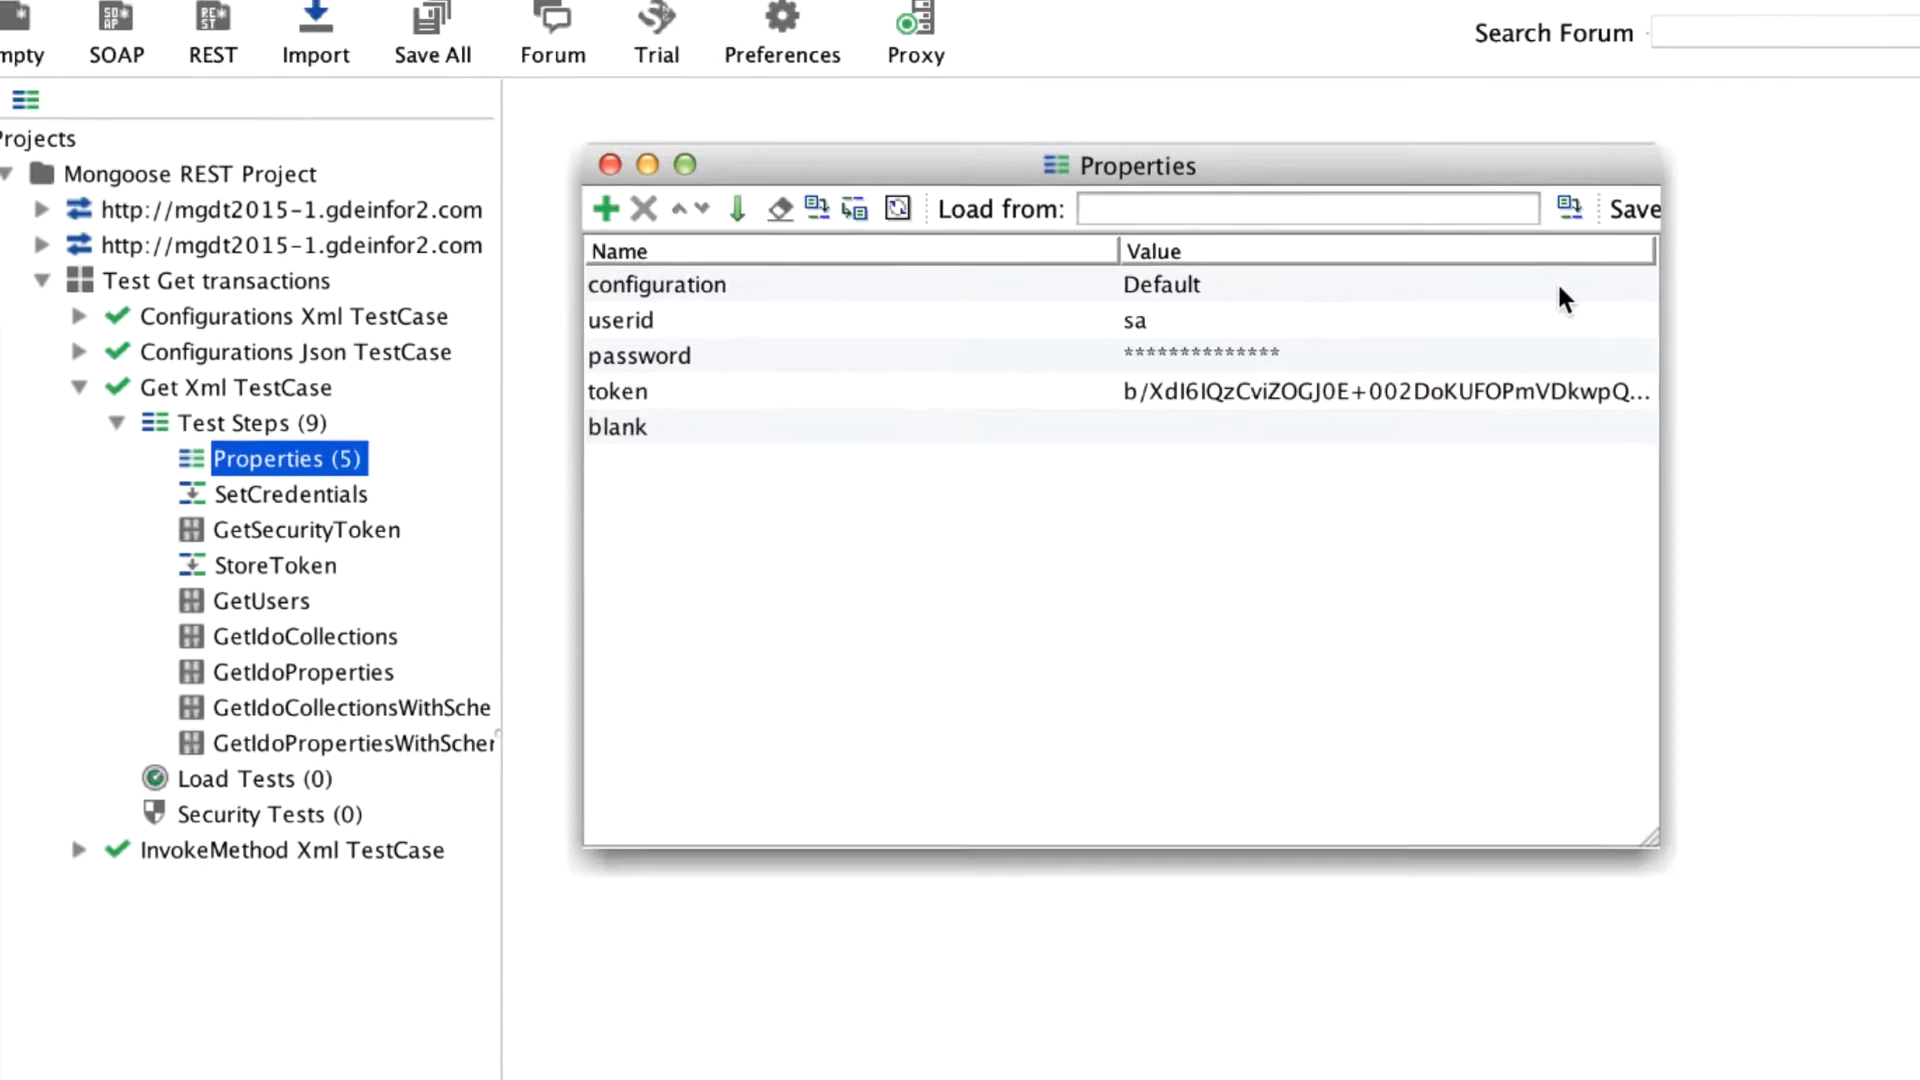 mpty SOAP REST Import Save All Forum Trial Preferences Proxy Search Forum
Projects
Mongoose REST Project
http://mgdt2015-1.gdeinfor2.com
http://mgdt2015-1.gdeinfor2.com
Test Get transactions
Configurations Xml TestCase
Configurations Json TestCase
Get Xml TestCase
Test Steps (9)
Properties (5)
SetCredentials
GetSecurityToken
StoreToken
GetUsers
GetIdoCollections
GetIdoProperties
GetIdoCollectionsWithSche
GetIdoPropertiesWithScher
Load Tests (0)
Security Tests (0)
InvokeMethod Xml TestCase
Properties
Load from: Save
Name Value
configuration Default
userid sa
password **************
token b/XdI6IQzCviZOGJ0E+002DoKUFOPmVDkwpQ...
blank